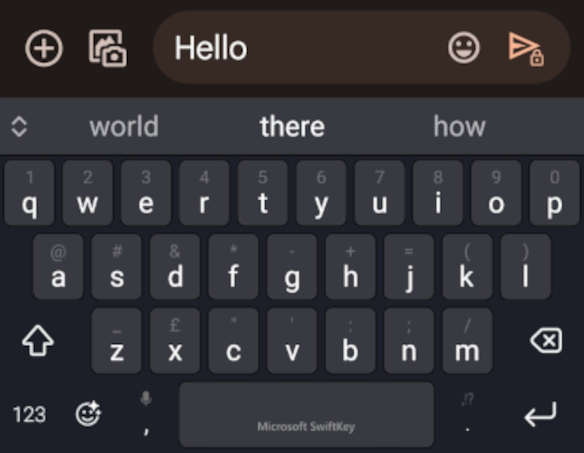 Hello
world there how
1 2 3 4 5 6 7 8 9 0
q w e r t y u i o p
@ # & * - + = ( )
a s d f g h j k l
_ £ " ' : ; /
z x c v b n m
,!?
123 , Microsoft SwiftKey .